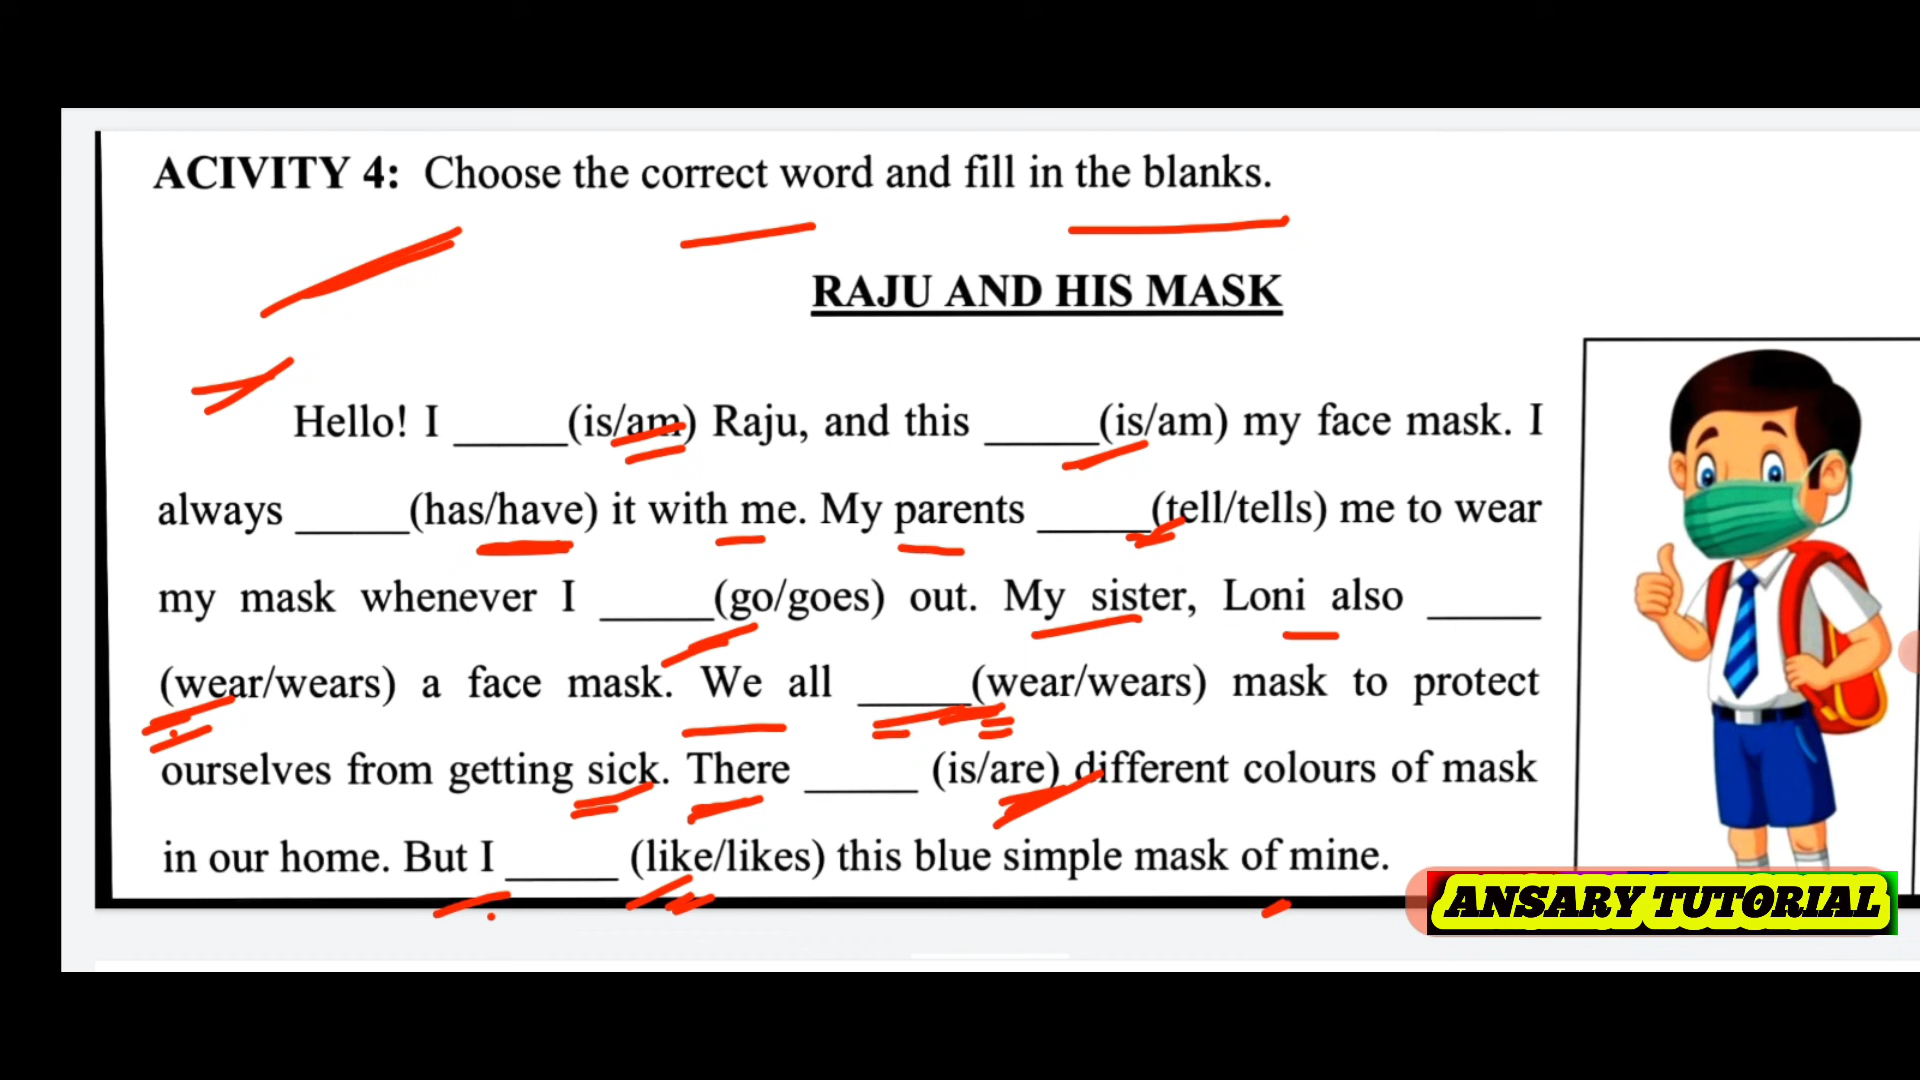 ACIVITY 4: Choose the correct word and fill in the blanks.
RAJU AND HIS MASK
Hello! I _____(is/am) Raju, and this _____(is/am) my face mask. I
always _____(has/have) it with me. My parents _____(tell/tells) me to wear
my mask whenever I _____(go/goes) out. My sister, Loni also _____
(wear/wears) a face mask. We all _____(wear/wears) mask to protect
ourselves from getting sick. There _____ (is/are) different colours of mask
in our home. But I _____ (like/likes) this blue simple mask of mine.
ANSARY TUTORIAL